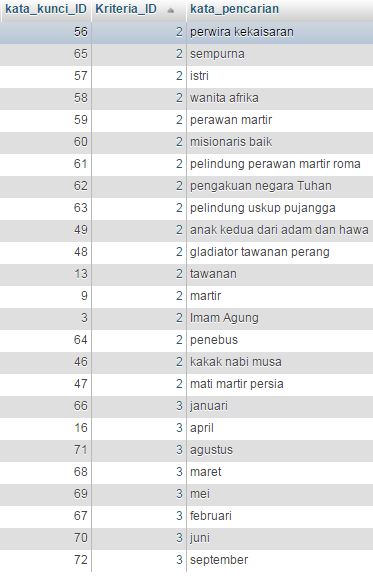 kata_kunci_ID Kriteria_ID kata_pencarian
56 2 perwira kekaisaran
65 2 sempurna
57 2 istri
58 2 wanita afrika
59 2 perawan martir
60 2 misionaris baik
61 2 pelindung perawan martir roma
62 2 pengakuan negara Tuhan
63 2 pelindung uskup pujangga
49 2 anak kedua dari adam dan hawa
48 2 gladiator tawanan perang
13 2 tawanan
9 2 martir
3 2 Imam Agung
64 2 penebus
46 2 kakak nabi musa
47 2 mati martir persia
66 3 januari
16 3 april
71 3 agustus
68 3 maret
69 3 mei
67 3 februari
70 3 juni
72 3 september